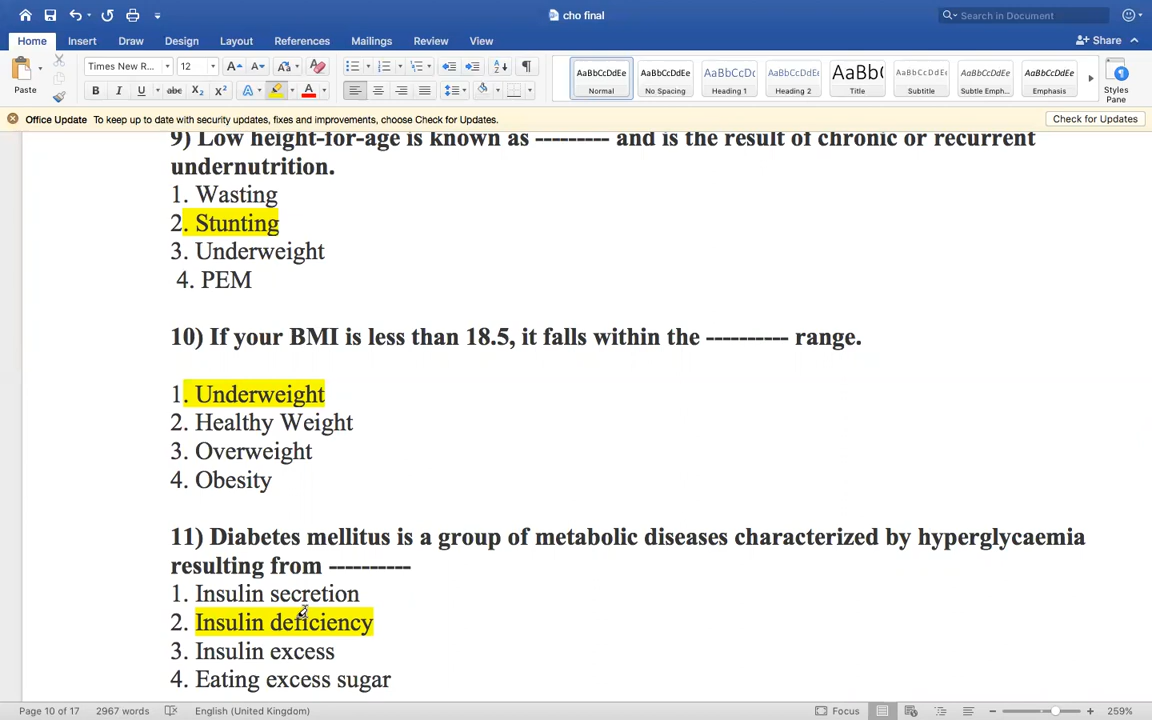 cho final
Search in Document
Home Insert Draw Design Layout References Mailings Review View
Share
Paste
Times New R... 12
AaBbCcDdEe AaBbCcDdEe AaBbCcDc AaBbCcDdEe AaBb( AaBbCcDdEe AaBbCcDdEe AaBbCcDdEe
Normal No Spacing Heading 1 Heading 2 Title Subtitle Subtle Emph... Emphasis
Styles
Pane
Office Update To keep up to date with security updates, fixes and improvements, choose Check for Updates.
Check for Updates
9) Low height-for-age is known as --------- and is the result of chronic or recurrent
undernutrition.
1. Wasting
2. Stunting
3. Underweight
4. PEM
10) If your BMI is less than 18.5, it falls within the ---------- range.
1. Underweight
2. Healthy Weight
3. Overweight
4. Obesity
11) Diabetes mellitus is a group of metabolic diseases characterized by hyperglycaemia
resulting from ----------
1. Insulin secretion
2. Insulin deficiency
3. Insulin excess
4. Eating excess sugar
Page 10 of 17 2967 words English (United Kingdom) Focus 259%